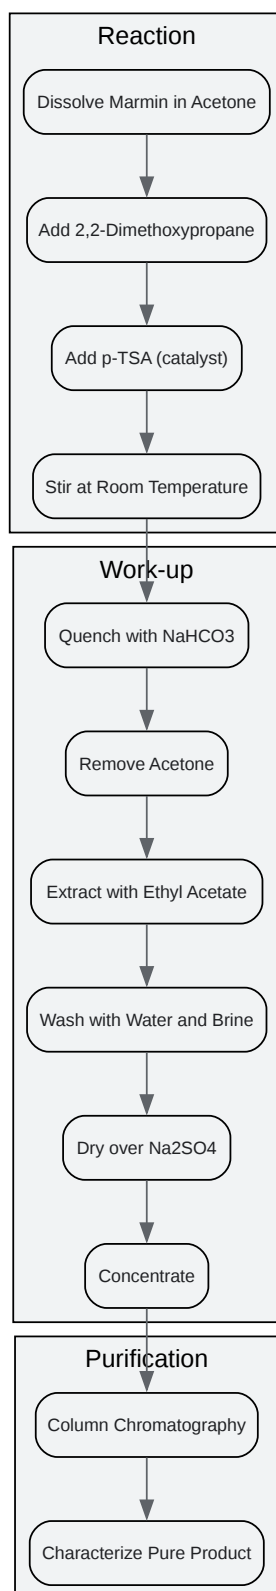 Reaction
Dissolve Marmin in Acetone
Add 2,2-Dimethoxypropane
Add p-TSA (catalyst)
Stir at Room Temperature
Work-up
Quench with NaHCO3
Remove Acetone
Extract with Ethyl Acetate
Wash with Water and Brine
Dry over Na2SO4
Concentrate
Purification
Column Chromatography
Characterize Pure Product